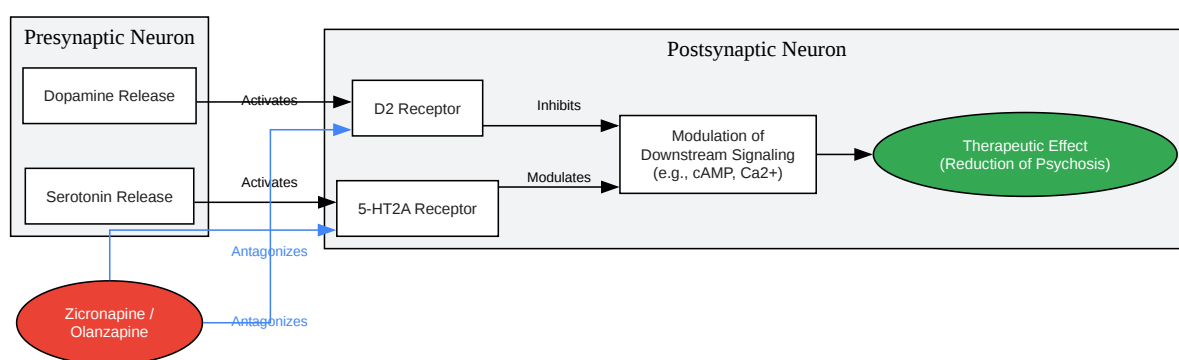 Presynaptic Neuron
Postsynaptic Neuron
Dopamine Release
Activates
D2 Receptor
Inhibits
Modulation of
Downstream Signaling
(e.g., cAMP, Ca2+)
Therapeutic Effect
(Reduction of Psychosis)
Serotonin Release
Activates
5-HT2A Receptor
Modulates
Antagonizes
Zicronapine /
Olanzapine
Antagonizes